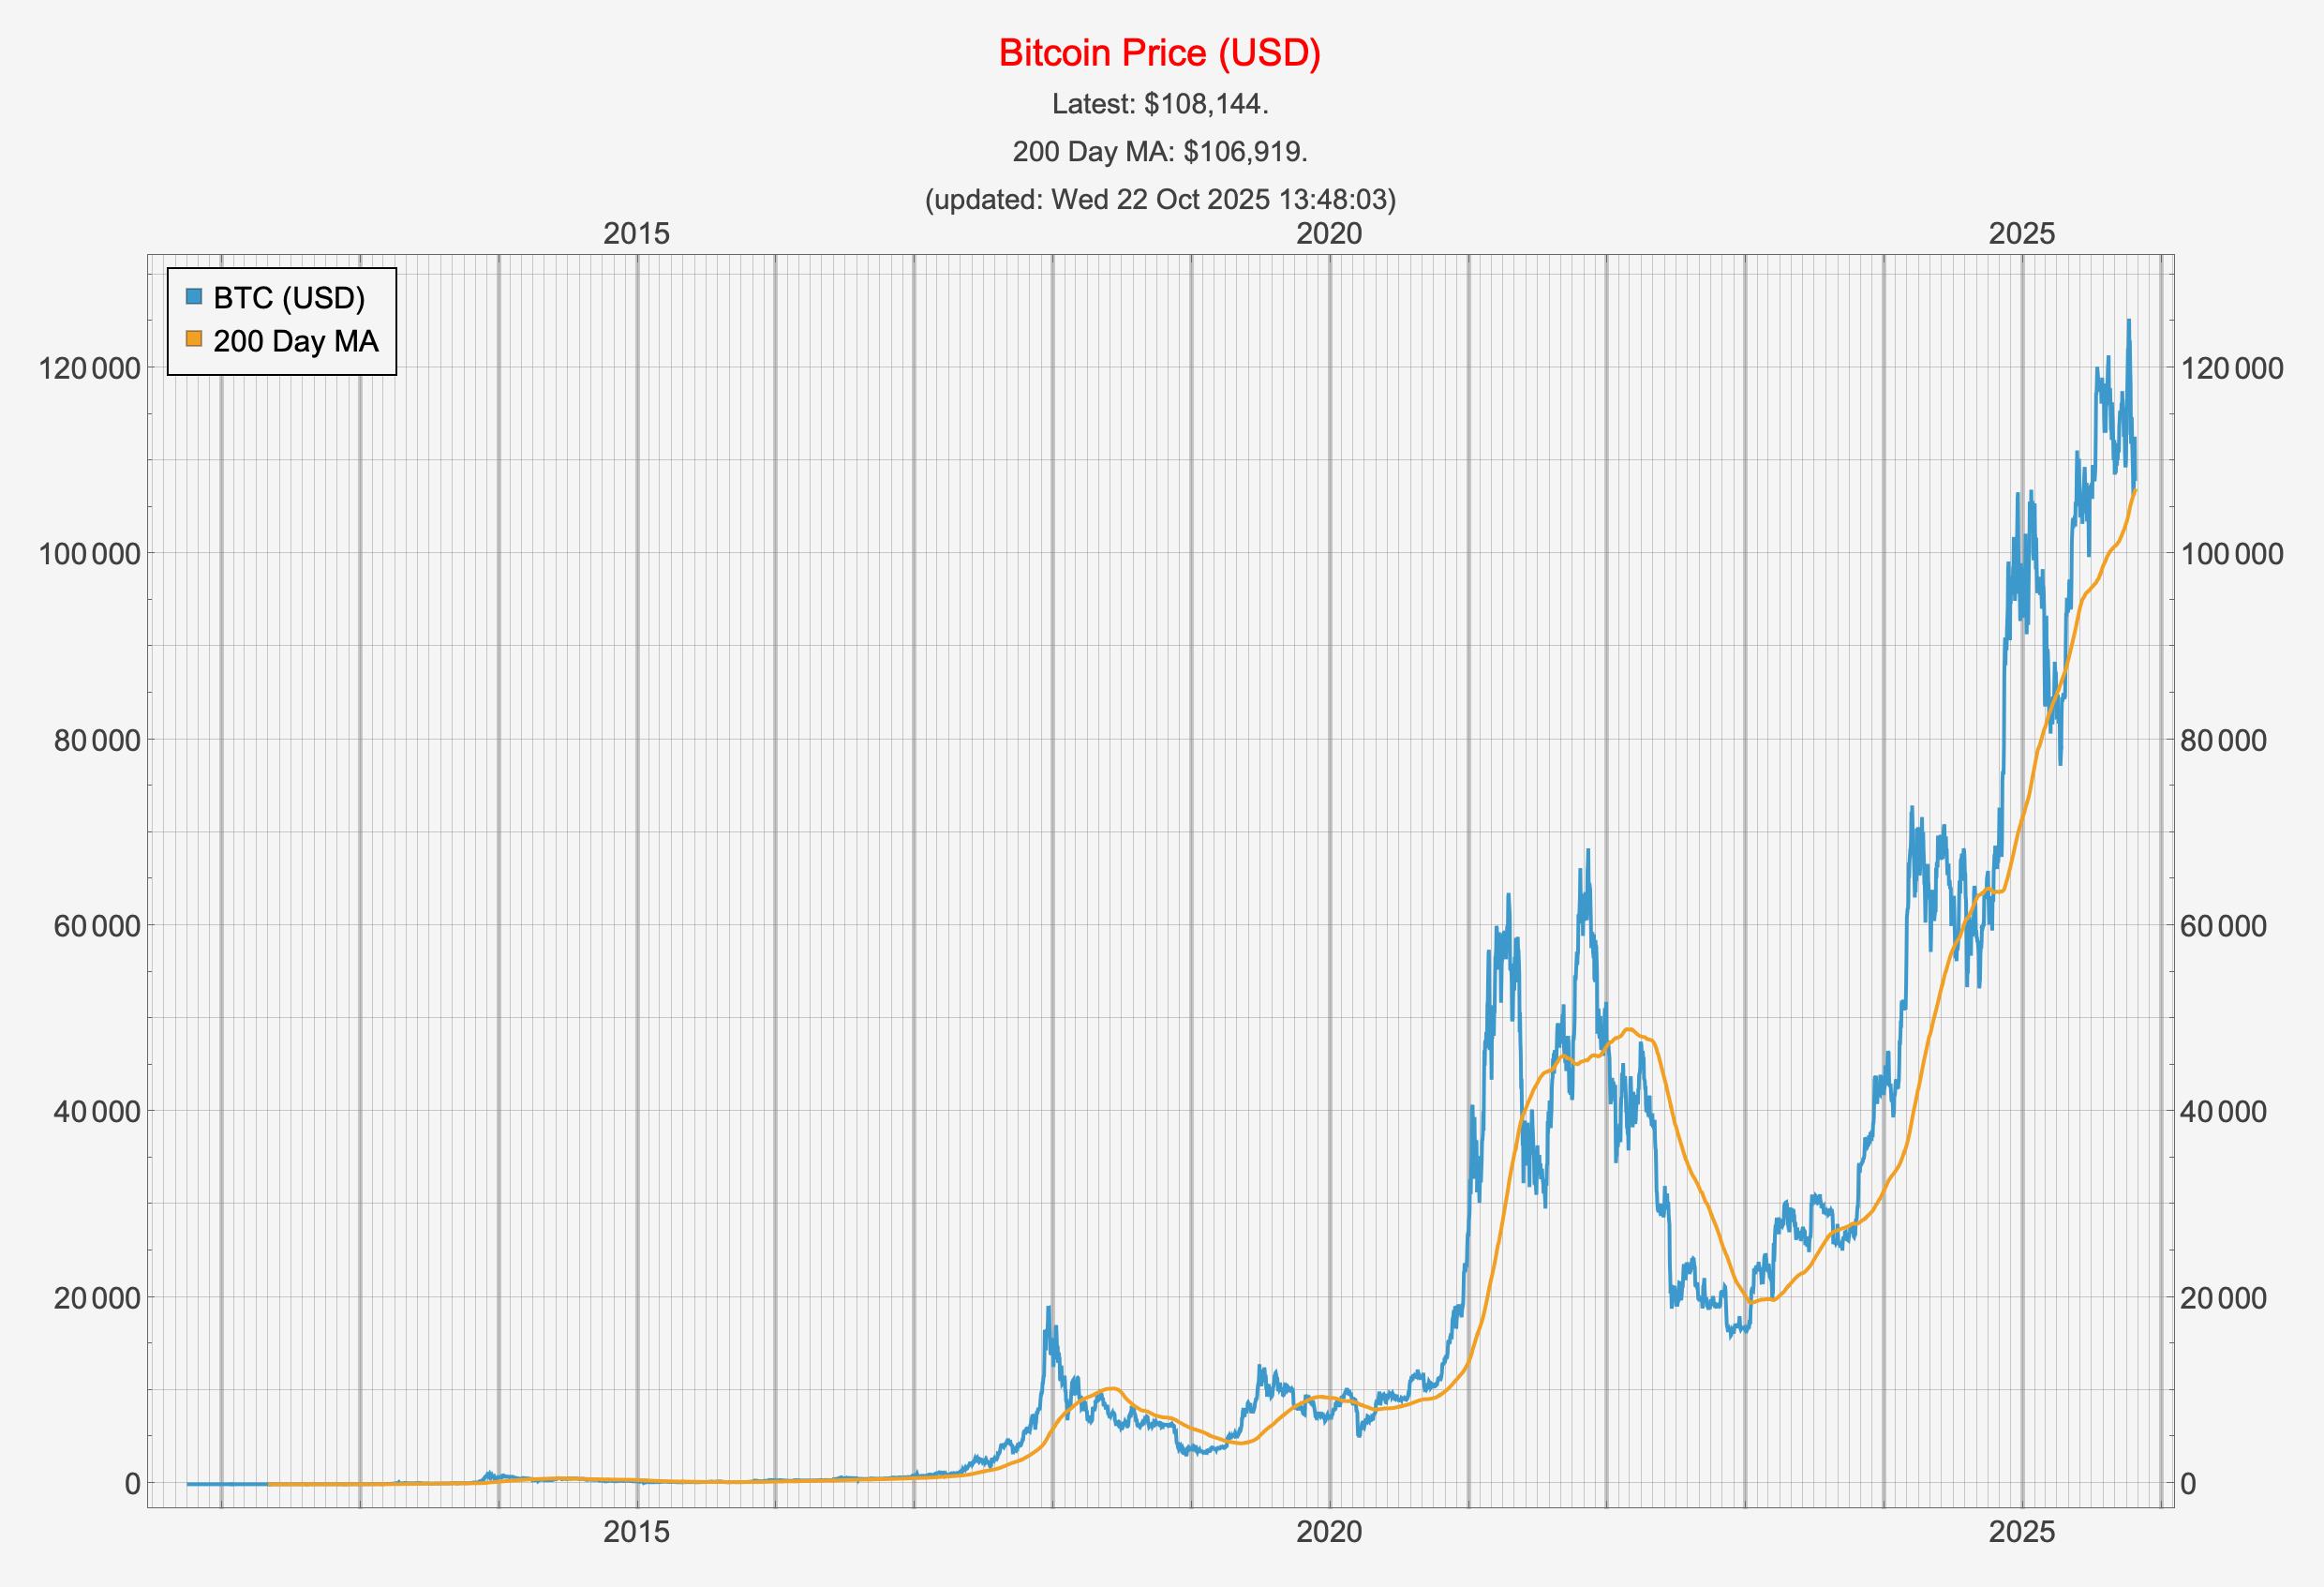 Bitcoin Price (USD)
Latest: $108,144.
200 Day MA: $106,919.
(updated: Wed 22 Oct 2025 13:48:03)
2015 2020 2025
BTC (USD)
200 Day MA
120 000 120 000
100 000 100 000
80 000 80 000
60 000 60 000
40 000 40 000
20 000 20 000
0 0
2015 2020 2025